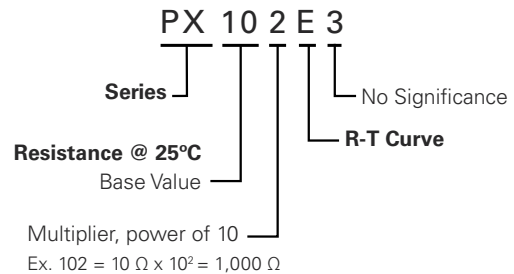 PX 10 2 E 3
Series
No Significance
R-T Curve
Resistance @ 25ºC
Base Value
Multiplier, power of 10
Ex. 102 = 10 Ω x 10² = 1,000 Ω